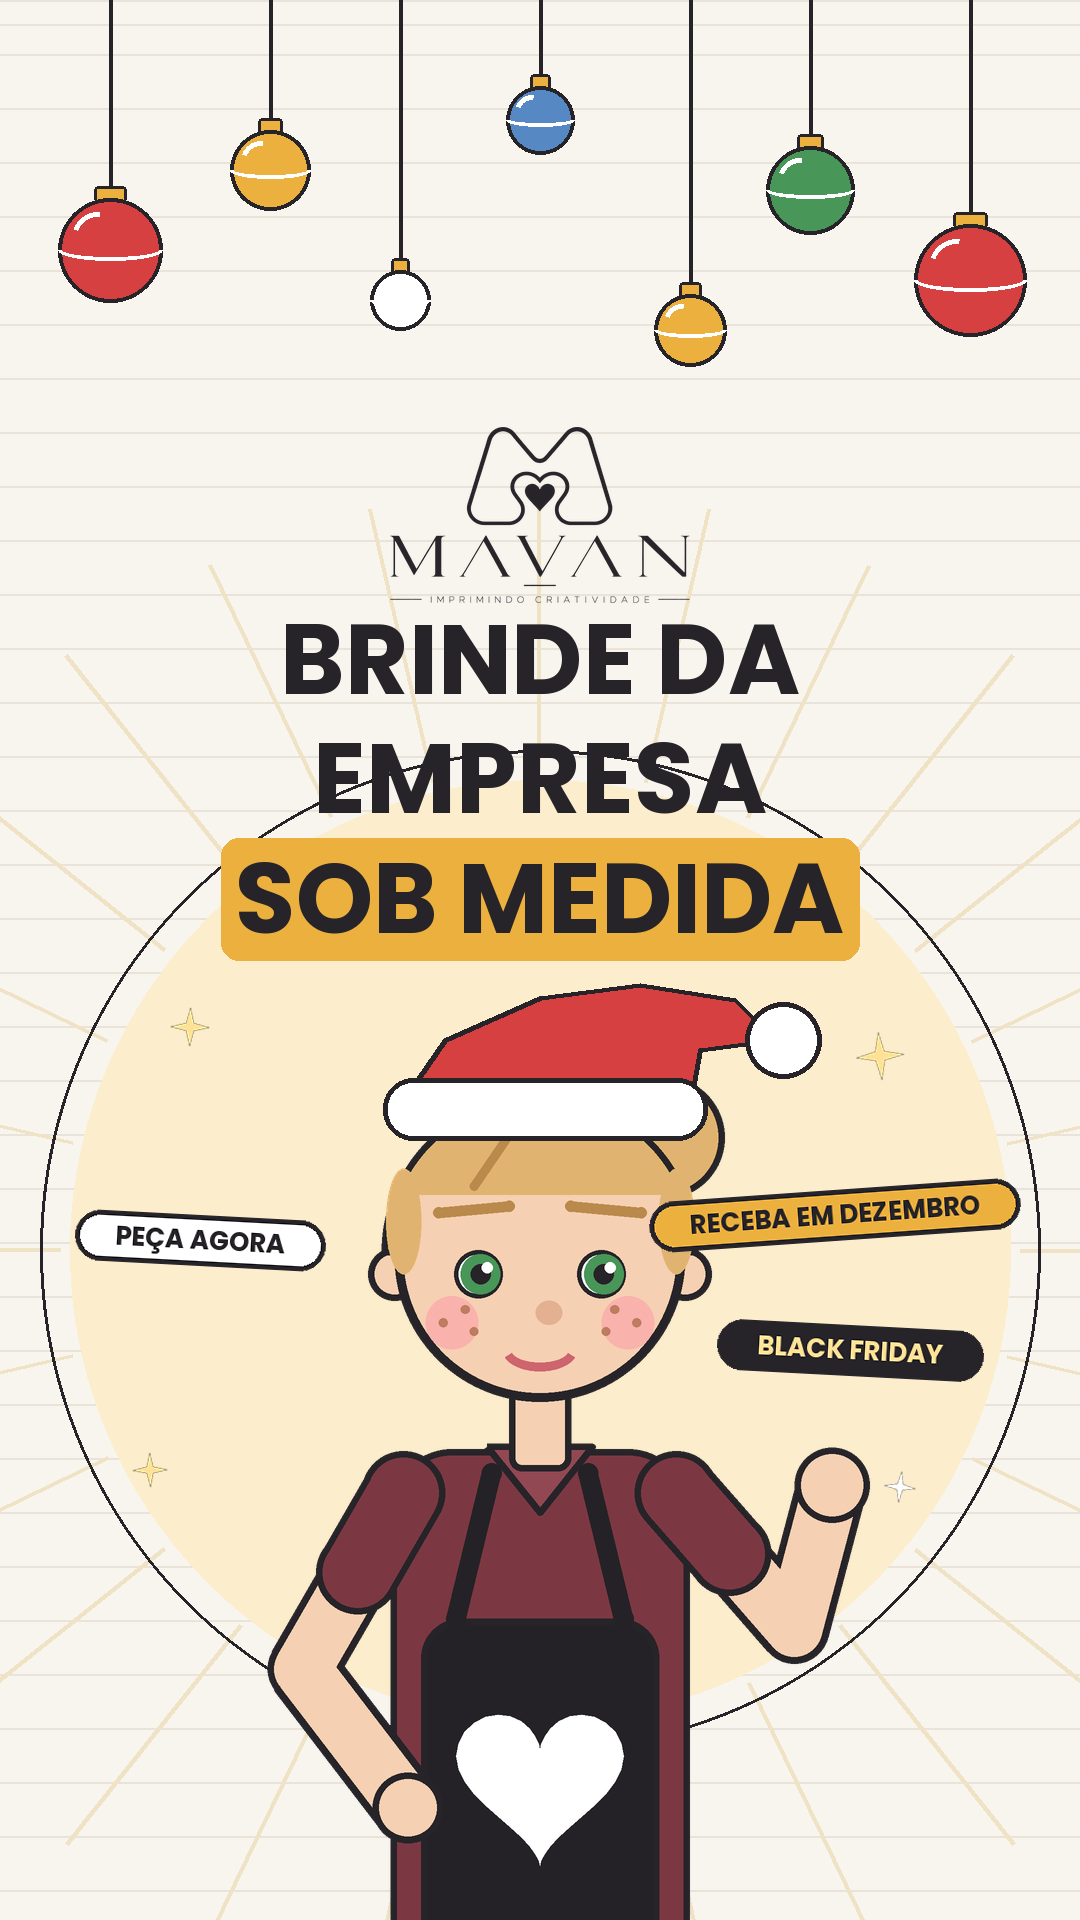 MAVAN
IMPRIMINDO CRIATIVIDADE
BRINDE DA
EMPRESA
SOB MEDIDA
PEÇA AGORA
RECEBA EM DEZEMBRO
BLACK FRIDAY